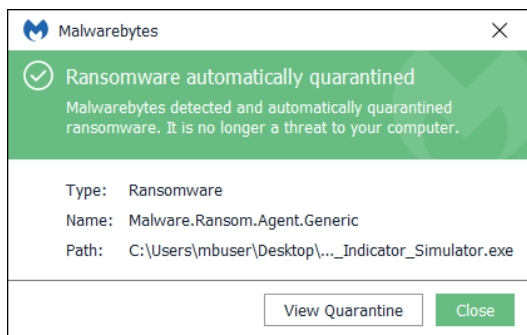 Malwarebytes
Ransomware automatically quarantined
Malwarebytes detected and automatically quarantined
ransomware. It is no longer a threat to your computer.
Type: Ransomware
Name: Malware.Ransom.Agent.Generic
Path: C:\Users\mbuser\Desktop\..._Indicator_Simulator.exe
View Quarantine Close